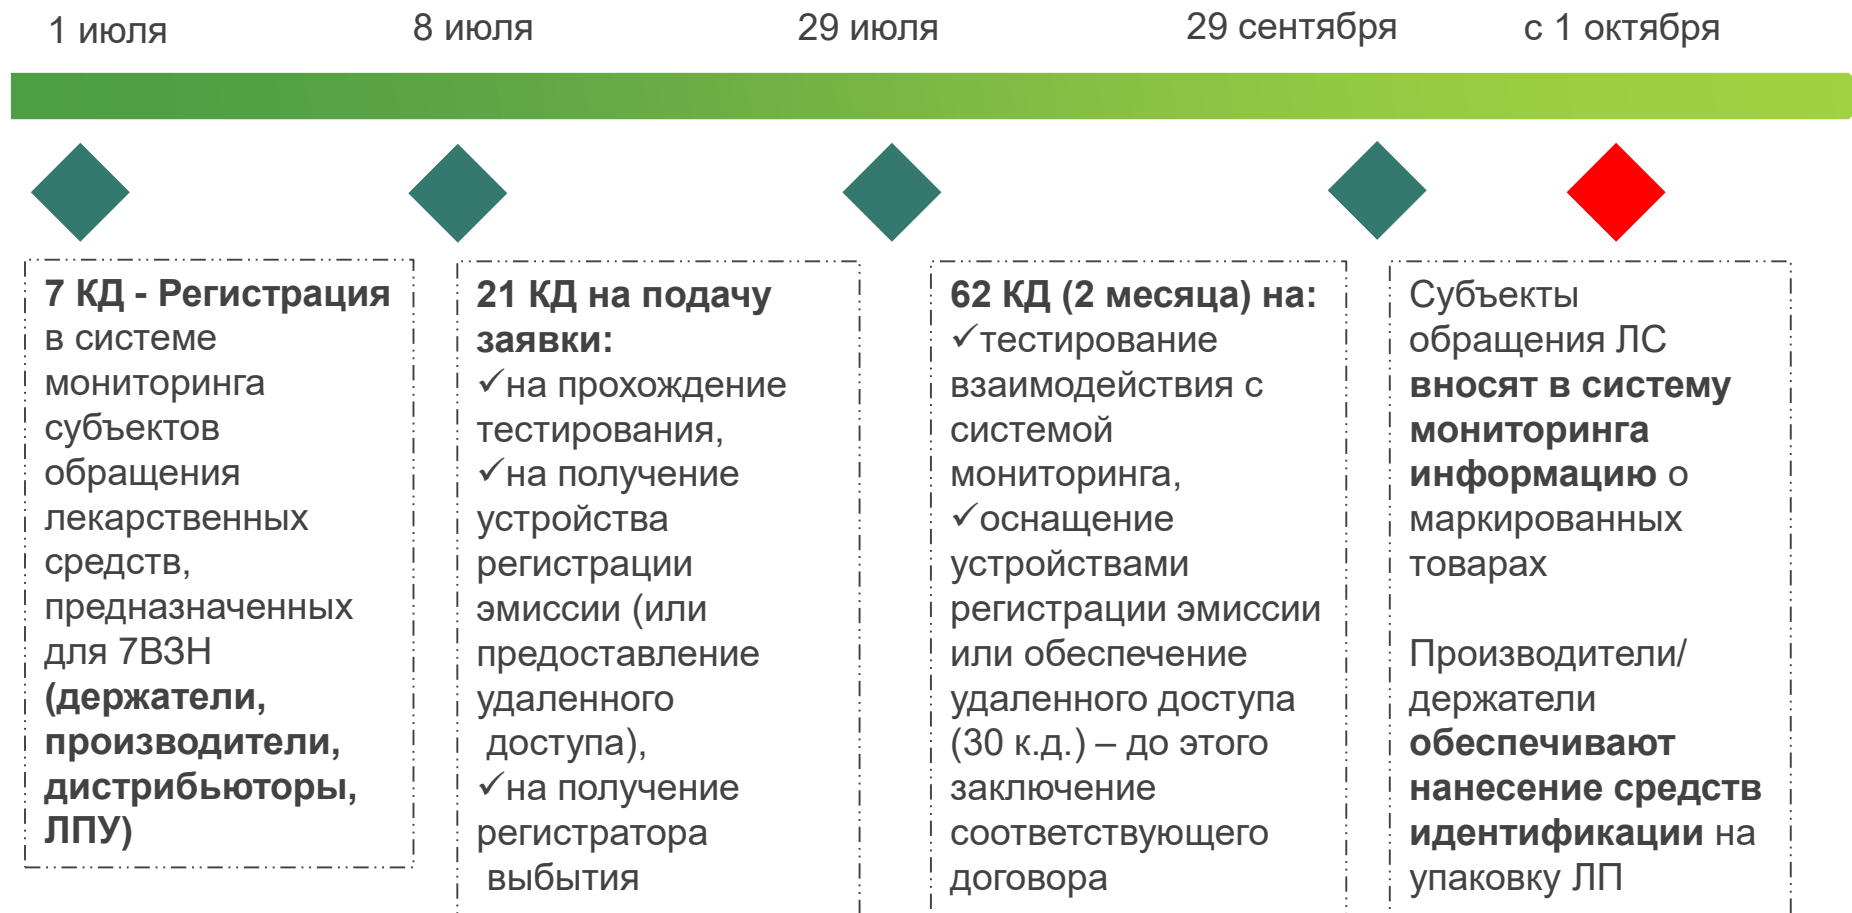 1 июля
8 июля
29 июля
29 сентября
с 1 октября
7 КД - Регистрация
в системе
мониторинга
субъектов
обращения
лекарственных
средств,
предназначенных
для 7ВЗН
(держатели,
производители,
дистрибьюторы,
ЛПУ)
21 КД на подачу
заявки:
✓на прохождение
тестирования,
✓на получение
устройства
регистрации
эмиссии (или
предоставление
удаленного
доступа),
✓на получение
регистратора
выбытия
62 КД (2 месяца) на:
✓тестирование
взаимодействия с
системой
мониторинга,
✓оснащение
устройствами
регистрации эмиссии
или обеспечение
удаленного доступа
(30 к.д.) – до этого
заключение
соответствующего
договора
Субъекты
обращения ЛС
вносят в систему
мониторинга
информацию о
маркированных
товарах
Производители/
держатели
обеспечивают
нанесение средств
идентификации на
упаковку ЛП